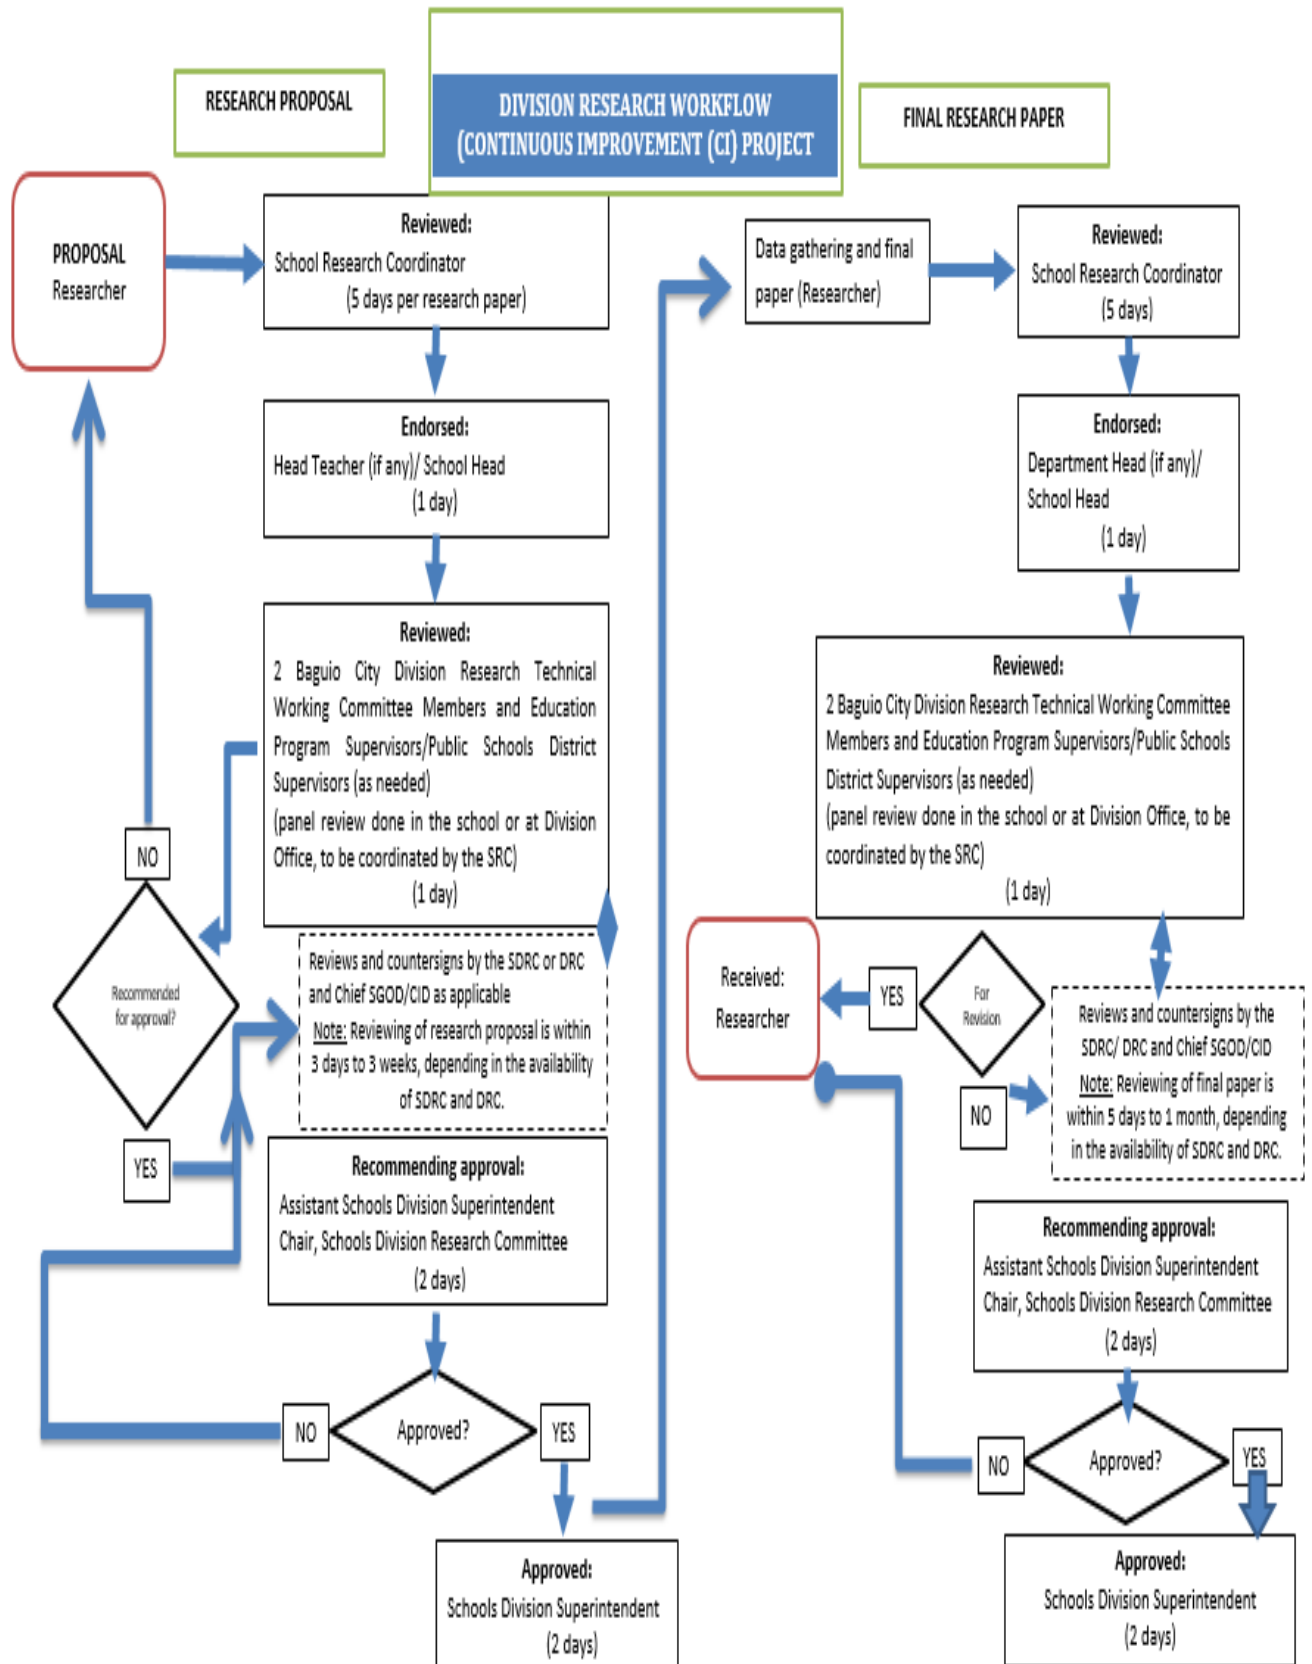 RESEARCH PROPOSAL
DIVISION RESEARCH WORKFLOW
(CONTINUOUS IMPROVEMENT (CI) PROJECT
FINAL RESEARCH PAPER
PROPOSAL
Researcher
Reviewed:
School Research Coordinator
(5 days per research paper)
Endorsed:
Head Teacher (if any)/ School Head
(1 day)
Reviewed:
2 Baguio City Division Research Technical
Working Committee Members and Education
Program Supervisors/Public Schools District
Supervisors (as needed)
(panel review done in the school or at Division
Office, to be coordinated by the SRC)
(1 day)
NO
Recommended
for approval?
YES
Reviews and countersigns by the SDRC or DRC
and Chief SGOD/CID as applicable
Note: Reviewing of research proposal is within
3 days to 3 weeks, depending in the availability
of SDRC and DRC.
Recommending approval:
Assistant Schools Division Superintendent
Chair, Schools Division Research Committee
(2 days)
NO
Approved?
YES
Approved:
Schools Division Superintendent
(2 days)
Data gathering and final
paper (Researcher)
Reviewed:
School Research Coordinator
(5 days)
Endorsed:
Department Head (if any)/
School Head
(1 day)
Reviewed:
2 Baguio City Division Research Technical Working Committee
Members and Education Program Supervisors/Public Schools
District Supervisors (as needed)
(panel review done in the school or at Division Office, to be
coordinated by the SRC)
(1 day)
Received:
Researcher
YES
For
Revision
NO
Reviews and countersigns by the
SDRC/ DRC and Chief SGOD/CID
Note: Reviewing of final paper is
within 5 days to 1 month, depending
in the availability of SDRC and DRC.
Recommending approval:
Assistant Schools Division Superintendent
Chair, Schools Division Research Committee
(2 days)
NO
Approved?
YES
Approved:
Schools Division Superintendent
(2 days)